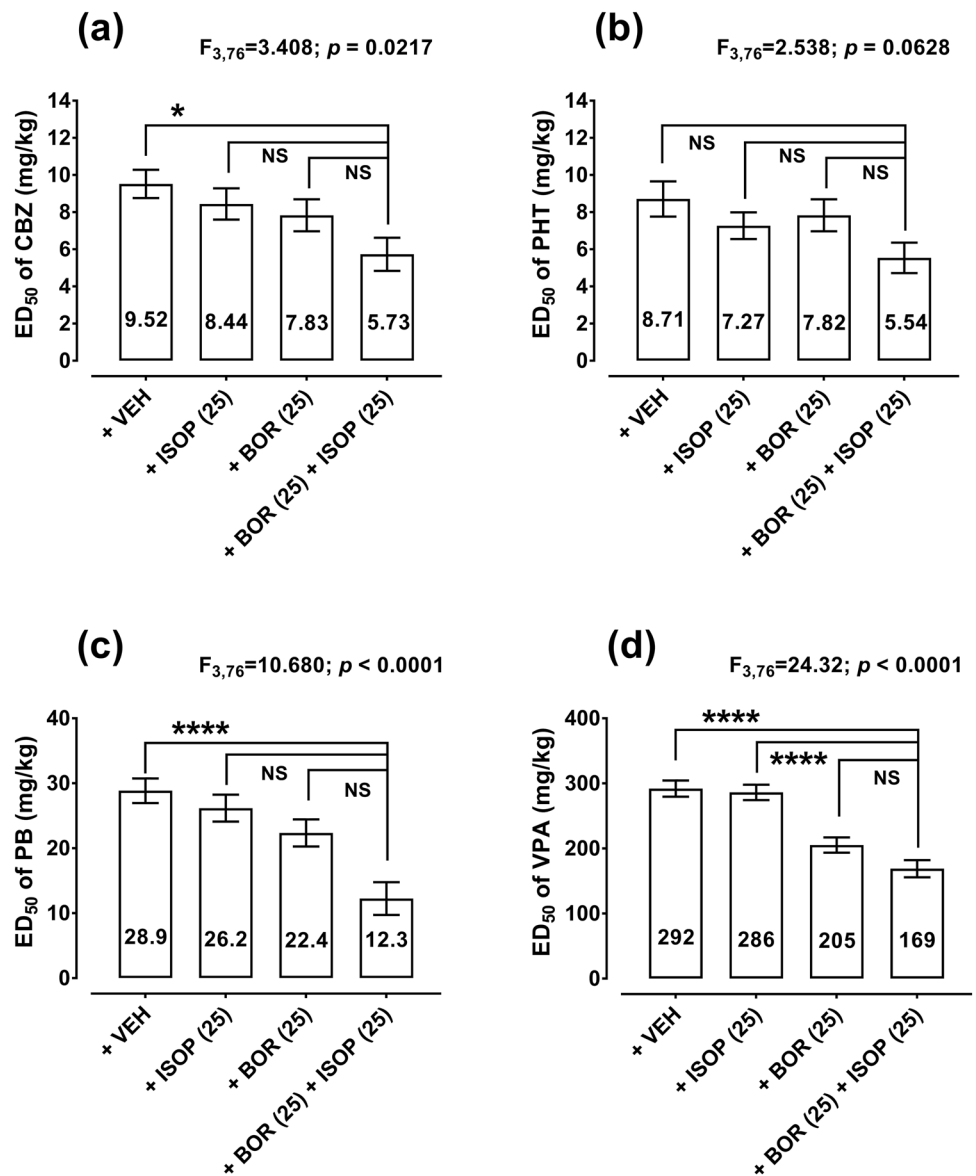 (a)
F3,76=3.408; p = 0.0217
ED50 of CBZ (mg/kg)
14
12
10
8
6
4
2
0
*
NS
NS
9.52
8.44
7.83
5.73
+ VEH
+ ISOP (25)
+ BOR (25)
+ BOR (25) + ISOP (25)
(b)
F3,76=2.538; p = 0.0628
ED50 of PHT (mg/kg)
14
12
10
8
6
4
2
0
NS
NS
NS
8.71
7.27
7.82
5.54
+ VEH
+ ISOP (25)
+ BOR (25)
+ BOR (25) + ISOP (25)
(c)
F3,76=10.680; p < 0.0001
ED50 of PB (mg/kg)
40
30
20
10
0
****
NS
NS
28.9
26.2
22.4
12.3
+ VEH
+ ISOP (25)
+ BOR (25)
+ BOR (25) + ISOP (25)
(d)
F3,76=24.32; p < 0.0001
ED50 of VPA (mg/kg)
400
300
200
100
0
****
****
NS
292
286
205
169
+ VEH
+ ISOP (25)
+ BOR (25)
+ BOR (25) + ISOP (25)